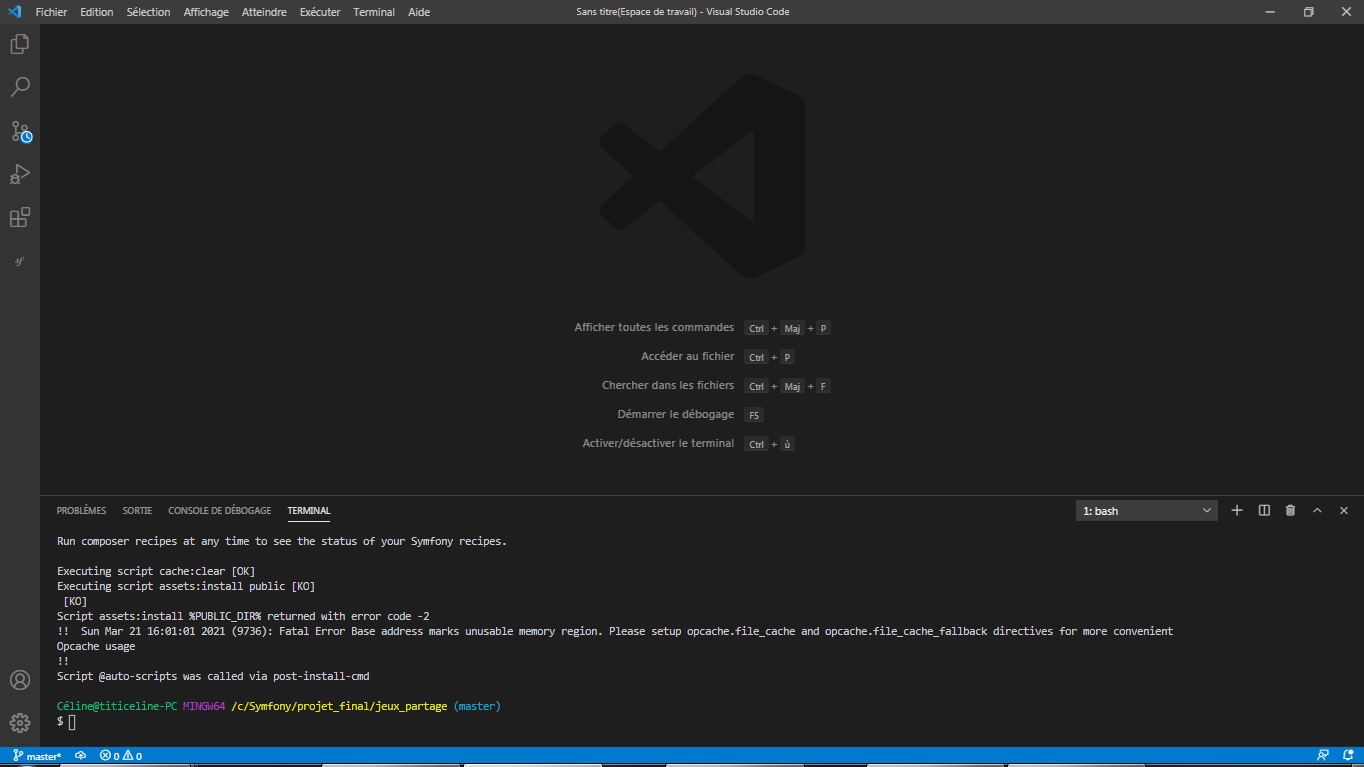 Fichier Edition Sélection Affichage Atteindre Exécuter Terminal Aide Sans titre(Espace de travail) - Visual Studio Code
Afficher toutes les commandes Ctrl + Maj + P
Accéder au fichier Ctrl + P
Chercher dans les fichiers Ctrl + Maj + F
Démarrer le débogage F5
Activer/désactiver le terminal Ctrl + ù
PROBLÈMES SORTIE CONSOLE DE DÉBOGAGE TERMINAL 1: bash
Run composer recipes at any time to see the status of your Symfony recipes.
Executing script cache:clear [OK]
Executing script assets:install public [KO]
[KO]
Script assets:install %PUBLIC_DIR% returned with error code -2
!! Sun Mar 21 16:01:01 2021 (9736): Fatal Error Base address marks unusable memory region. Please setup opcache.file_cache and opcache.file_cache_fallback directives for more convenient
Opcache usage
!!
Script @auto-scripts was called via post-install-cmd
Céline@titiceline-PC MINGW64 /c/Symfony/projet_final/jeux_partage (master)
$
master* 0 0